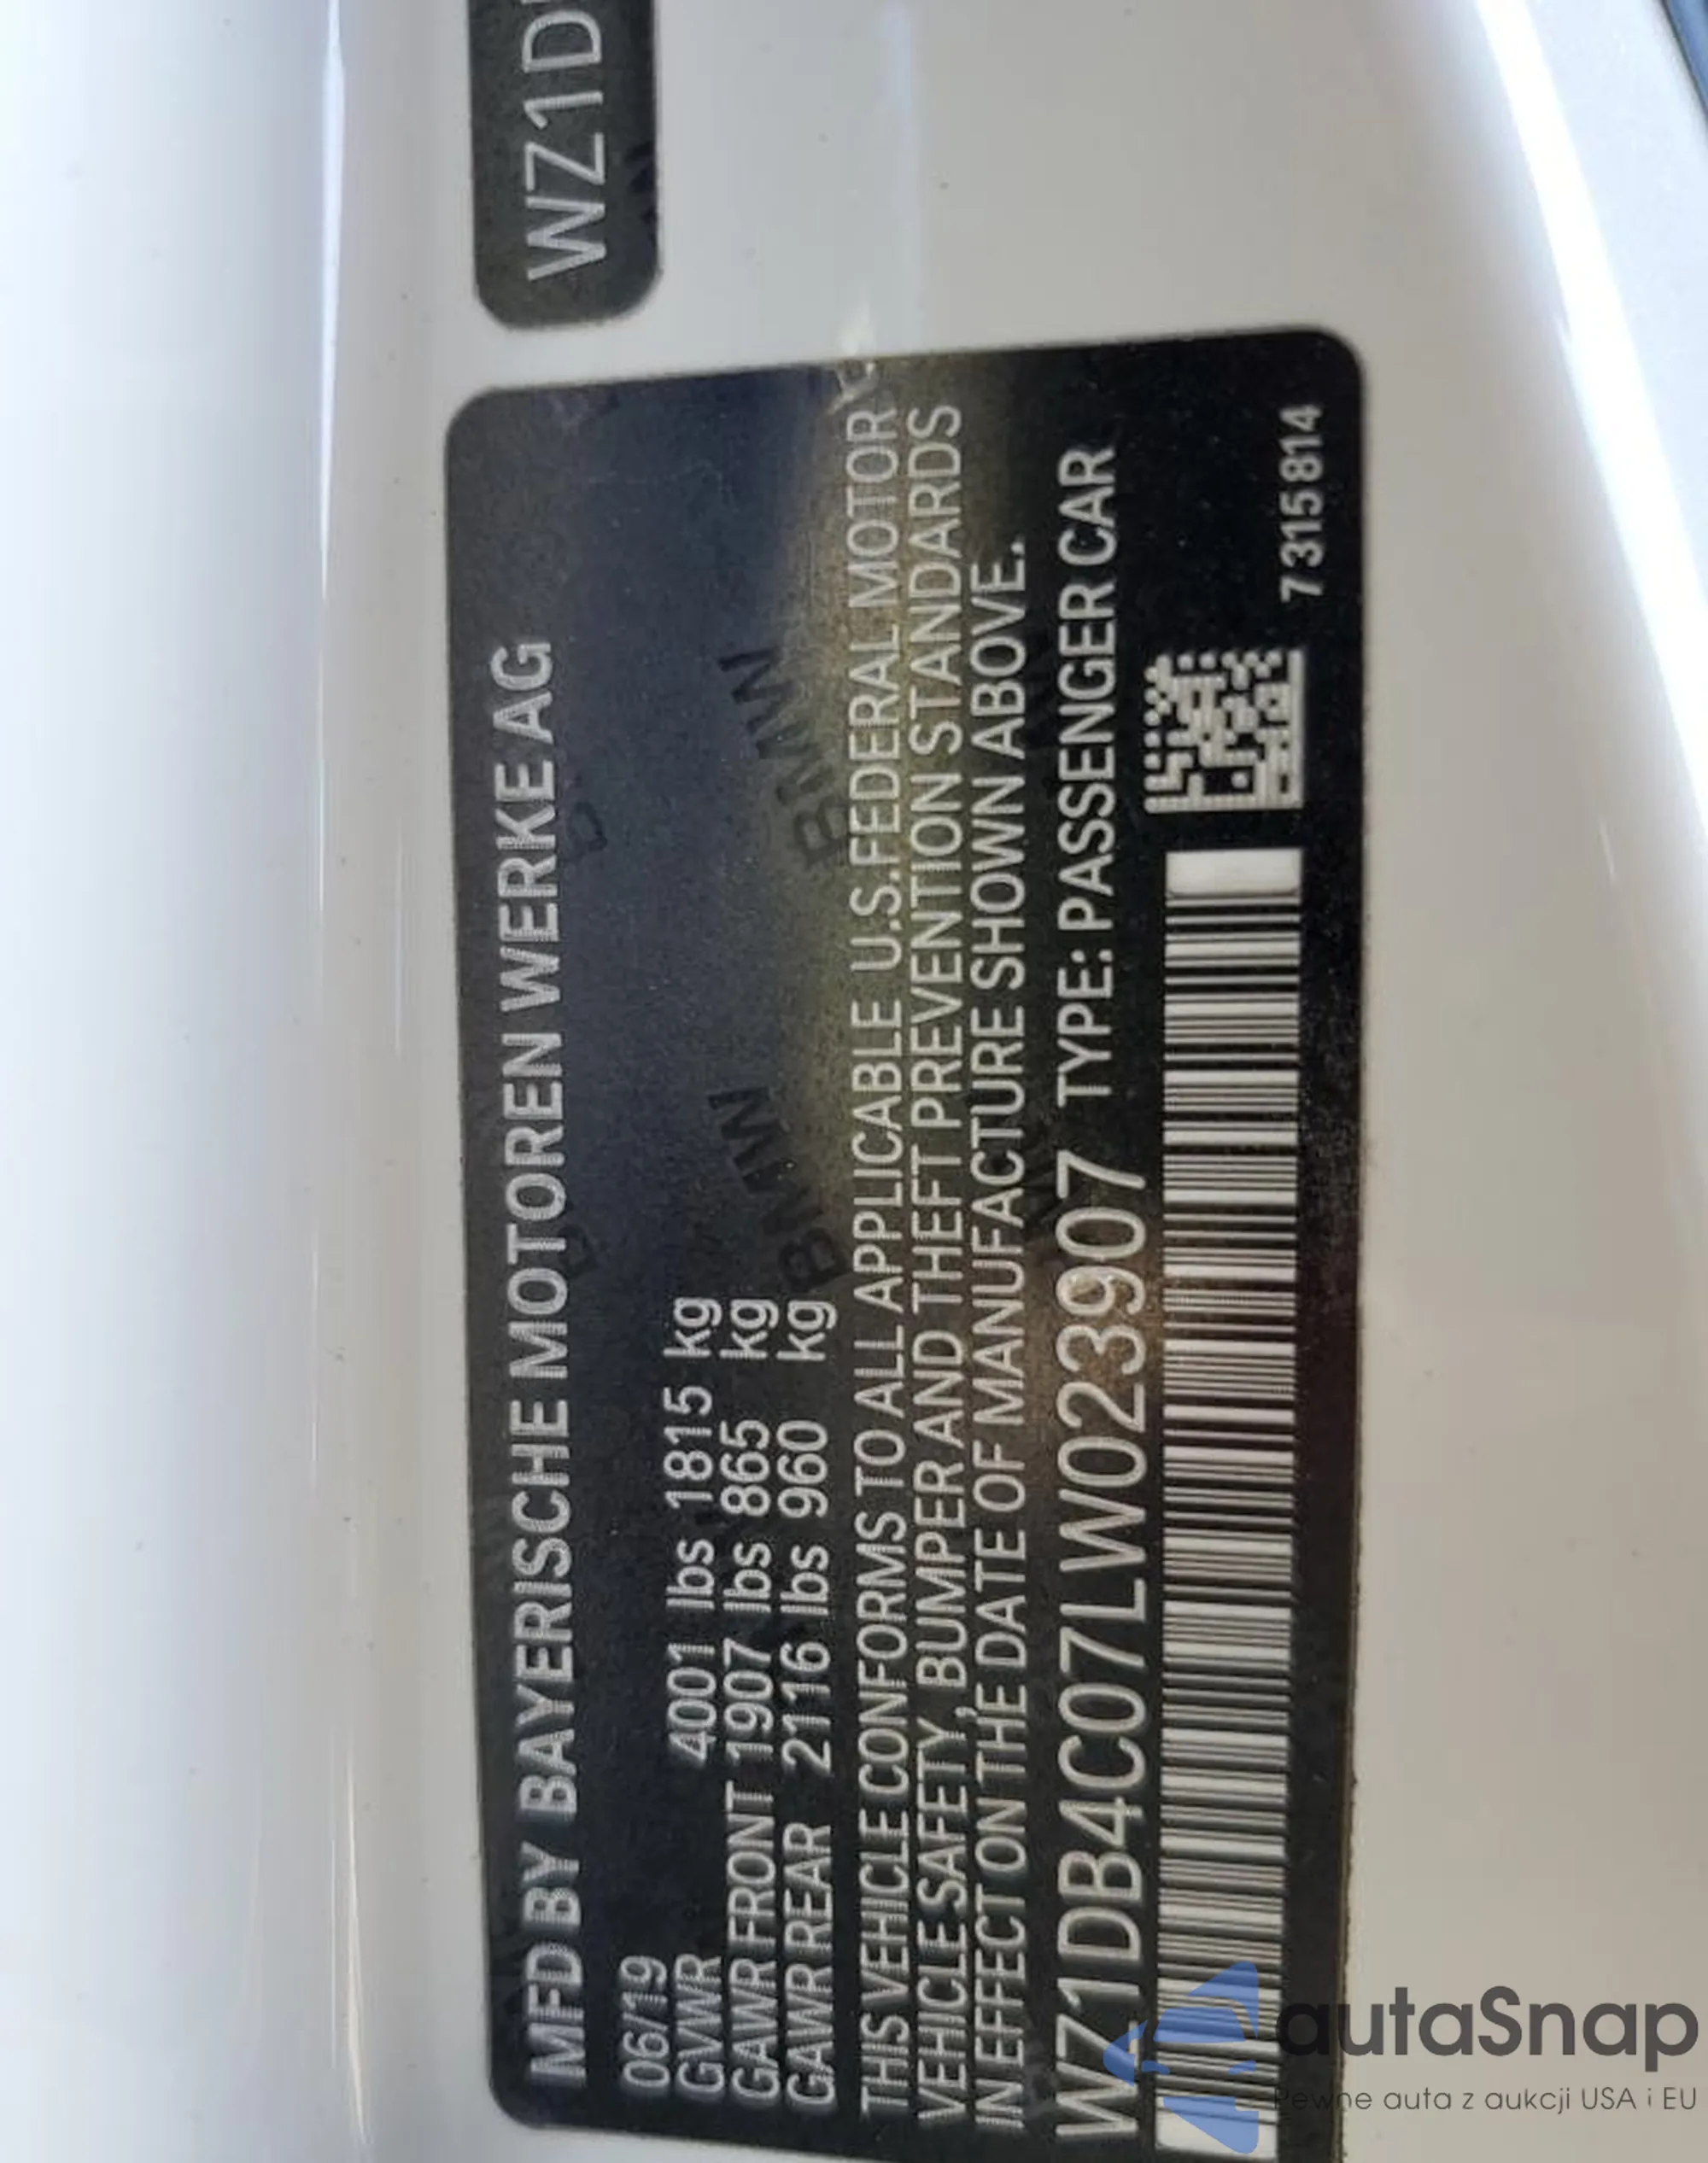 WZ1D
MFD BY BAYERISCHE MOTOREN WERKE AG
06/19
GVWR 4001 lbs 1815 kg
GAWR FRONT 1907 lbs 865 kg
GAWR REAR 2116 lbs 960 kg
BMW BMW
THIS VEHICLE CONFORMS TO ALL APPLICABLE U.S.FEDERAL MOTOR
VEHICLE SAFETY, BUMPER AND THEFT PREVENTION STANDARDS
IN EFFECT ON THE DATE OF MANUFACTURE SHOWN ABOVE.
WZ1DB4C07LW023907 TYPE: PASSENGER CAR
7315814
autaSnap
Pewne auta z aukcji USA i EU